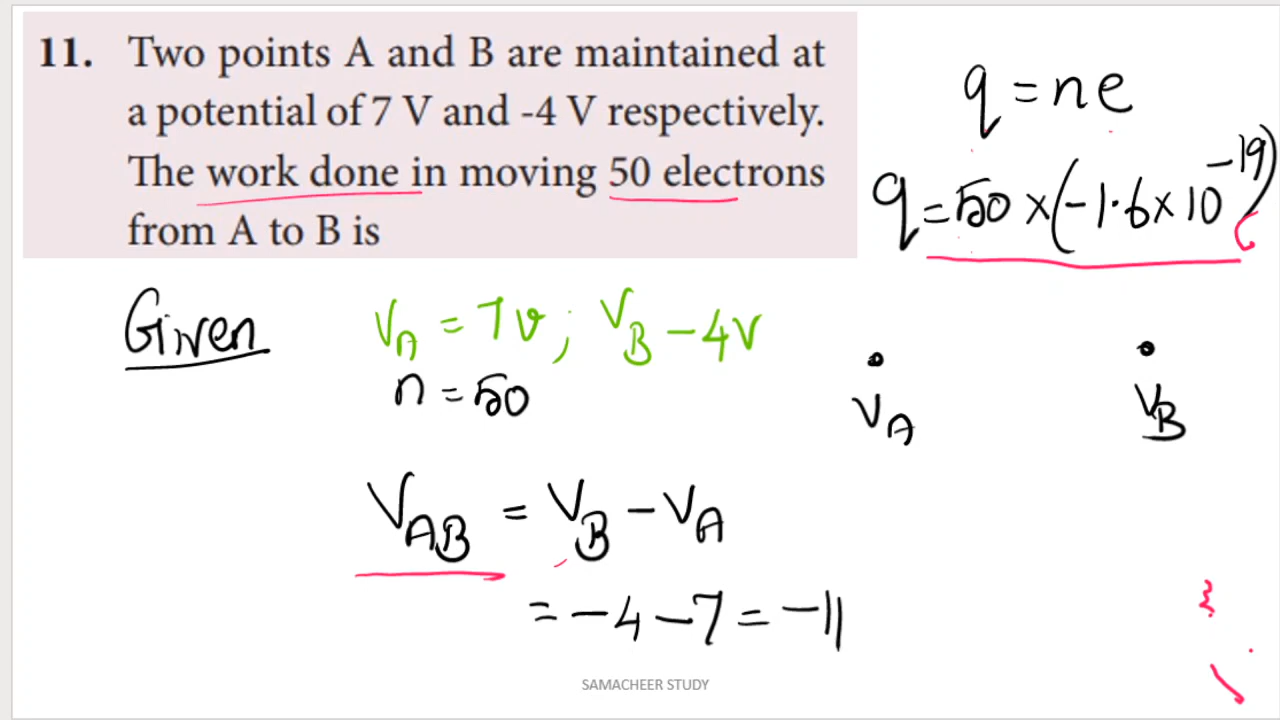 11. Two points A and B are maintained at
a potential of 7 V and -4 V respectively.
The work done in moving 50 electrons
from A to B is
q = ne
q = 50 × (-1.6 × 10^-19)
Given
V_A = 7v ; V_B - 4V
n = 50
V_A
V_B
V_AB = V_B - V_A
= -4 - 7 = -11
SAMACHEER STUDY